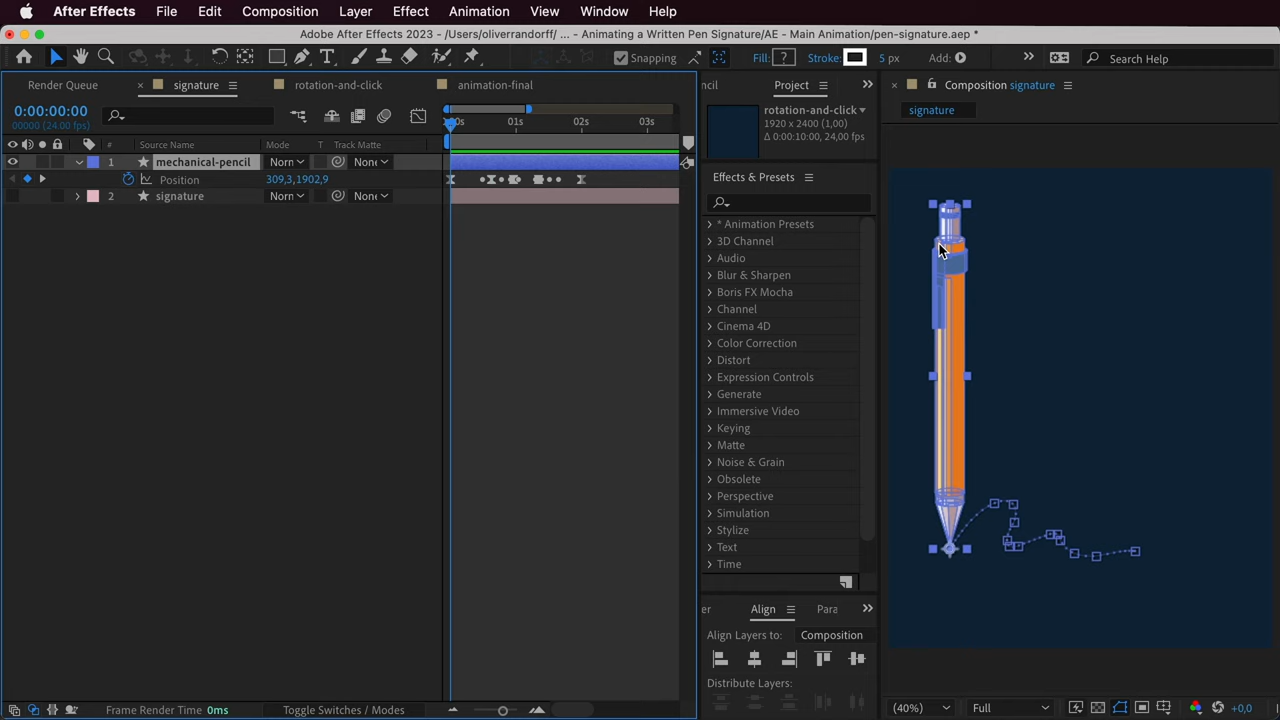 After Effects File Edit Composition Layer Effect Animation View Window Help
Adobe After Effects 2023 - /Users/oliverrandorff/ ... - Animating a Written Pen Signature/AE - Main Animation/pen-signature.aep *
Snapping Fill: ? Stroke: 5 px Add: Search Help
Render Queue × signature rotation-and-click animation-final
ncil Project
× Composition signature
0:00:00:00
00000 (24.00 fps)
signature
rotation-and-click
1920 x 2400 (1,00)
Δ 0:00:10:00, 24,00 fps
:00s 01s 02s 03s
# Source Name Mode T Track Matte
1 mechanical-pencil Norn None
Position 309,3,1902,9
2 signature Norn None
Effects & Presets
* Animation Presets
3D Channel
Audio
Blur & Sharpen
Boris FX Mocha
Channel
Cinema 4D
Color Correction
Distort
Expression Controls
Generate
Immersive Video
Keying
Matte
Noise & Grain
Obsolete
Perspective
Simulation
Stylize
Text
Time
er Align Para
Align Layers to: Composition
Distribute Layers:
Frame Render Time 0ms Toggle Switches / Modes
(40%) Full +0,0